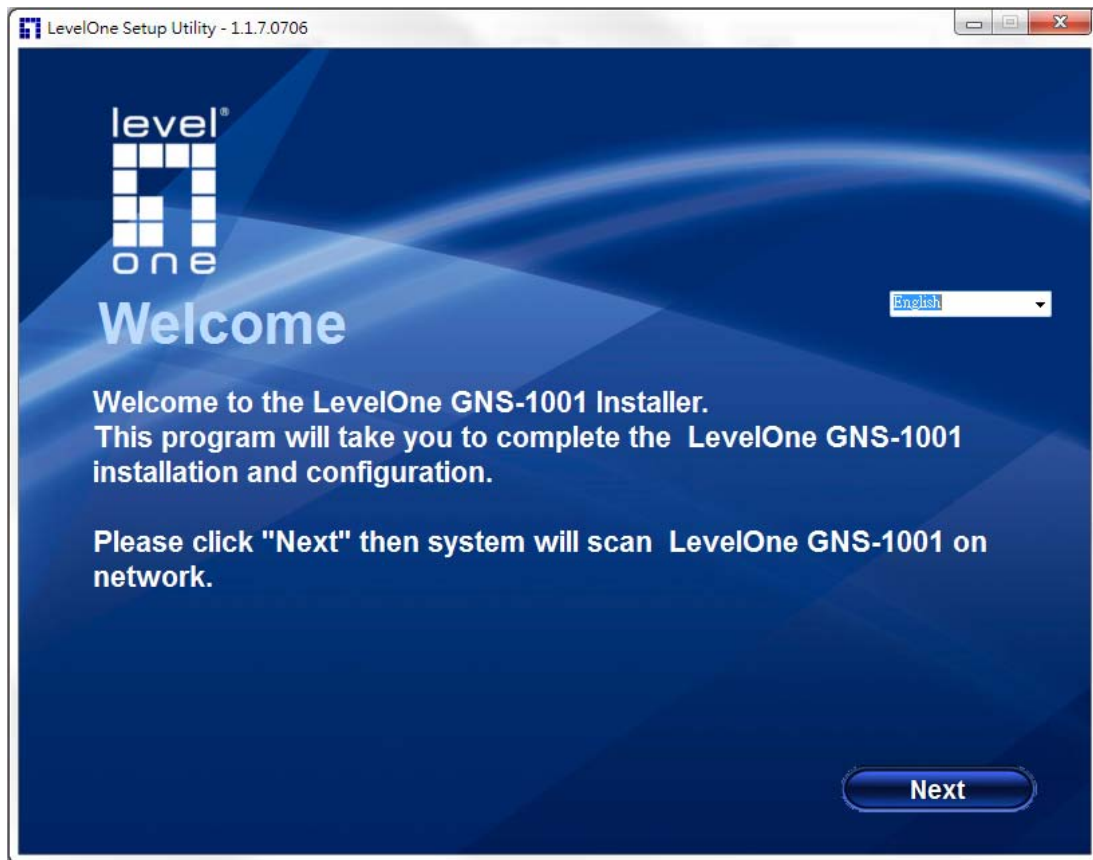 LevelOne Setup Utility - 1.1.7.0706
level®
one
English
Welcome
Welcome to the LevelOne GNS-1001 Installer.
This program will take you to complete the  LevelOne GNS-1001
installation and configuration.
Please click "Next" then system will scan  LevelOne GNS-1001 on
network.
Next